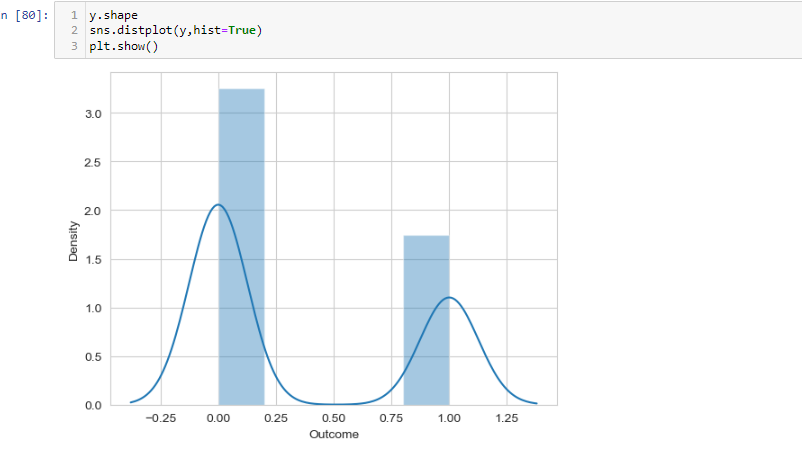 n [80]:
1 y.shape
2 sns.distplot(y,hist=True)
3 plt.show()
3.0
2.5
2.0
1.5
1.0
0.5
0.0
Density
−0.25 0.00 0.25 0.50 0.75 1.00 1.25
Outcome